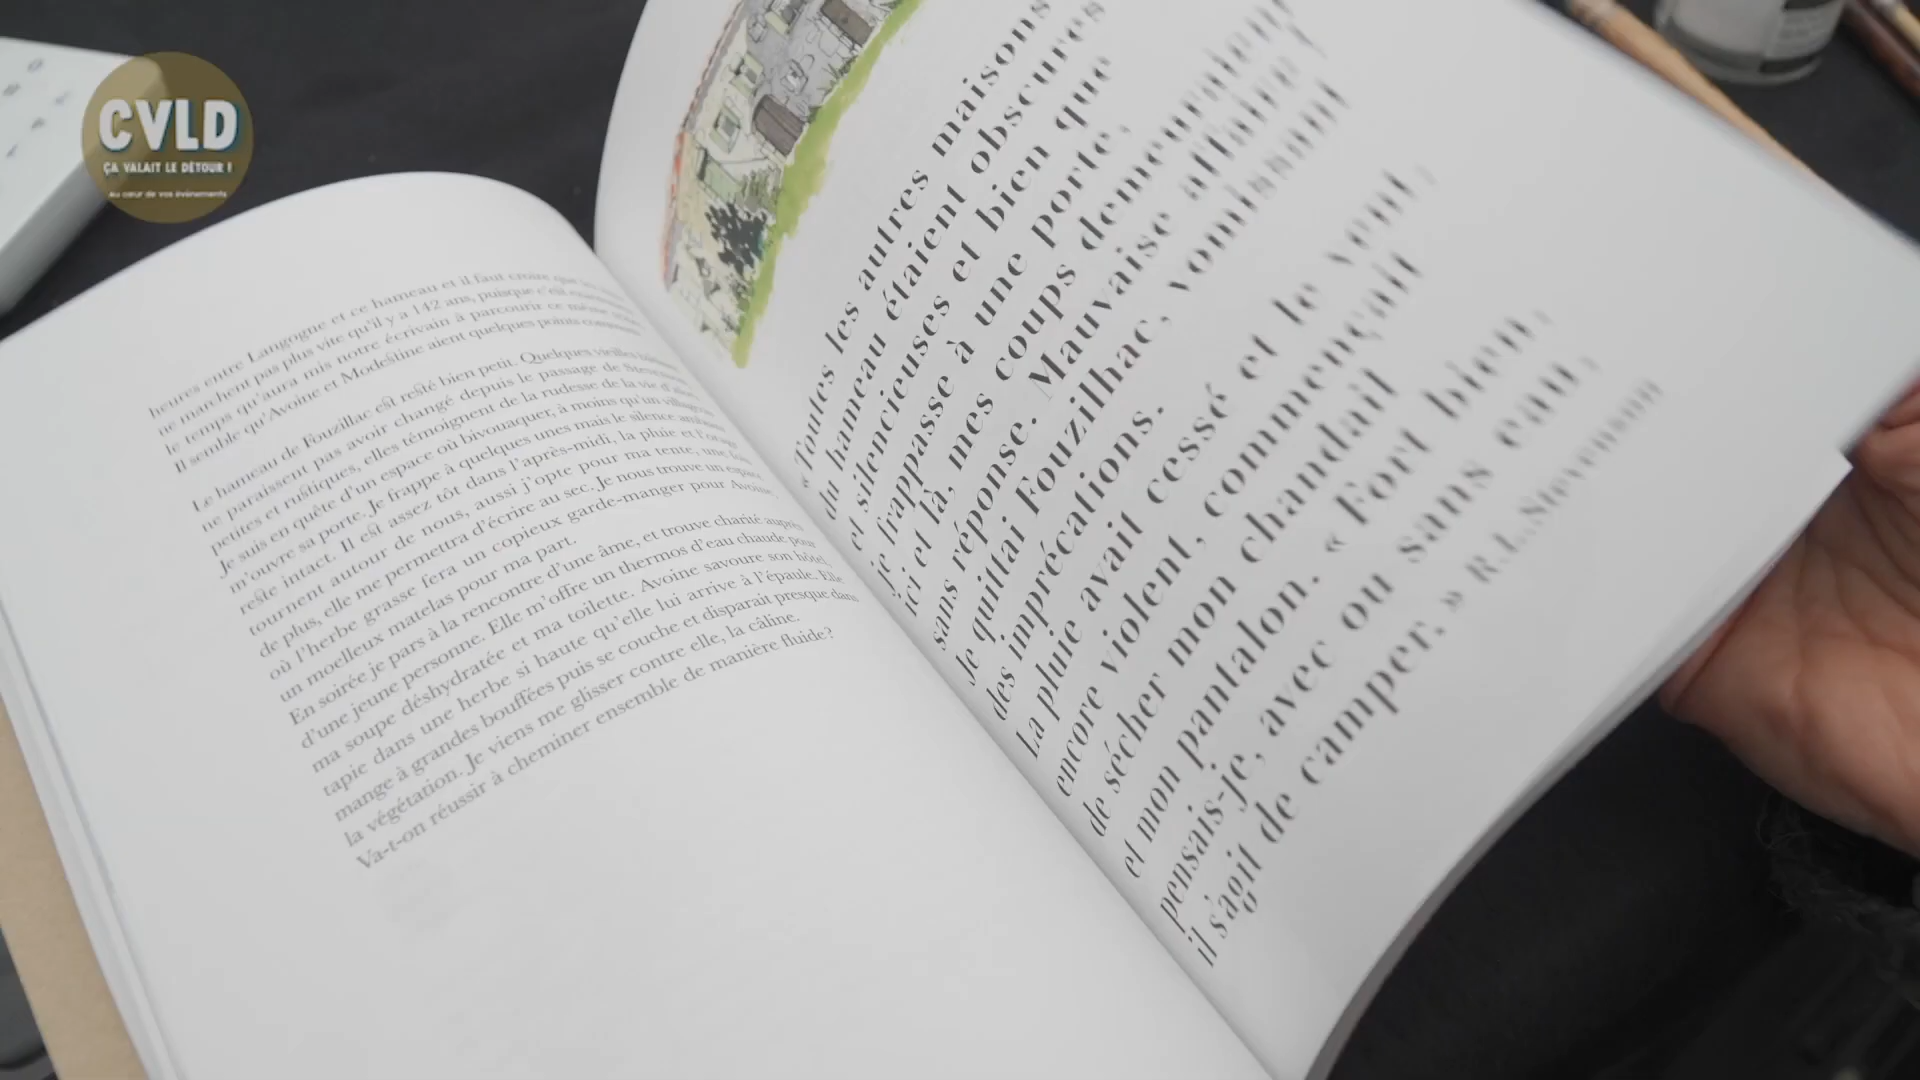 CVLD
ÇA VALAIT LE DÉTOUR !
Au cœur de vos évènements
heures entre Langogne et ce hameau et il faut croire que
ne marchent pas plus vite qu'il y a 142 ans, puisque c'est
le temps qu'aura mis notre écrivain à parcourir ce même
Il semble qu'Avoine et Modestine aient quelques points communs
Le hameau de Fouzillac est resté bien petit. Quelques vieilles
ne paraissent pas avoir changé depuis le passage de Stevenson
petites et rustiques, elles témoignent de la rudesse de la vie d'
Je suis en quête d'un espace où bivouaquer, à moins qu'un villageois
m'ouvre sa porte. Je frappe à quelques unes mais le silence
reste intact. Il est assez tôt dans l'après-midi, la pluie et l'orage
tournent autour de nous, aussi j'opte pour ma tente, une fois
de plus, elle me permettra d'écrire au sec. Je nous trouve un espace
où l'herbe grasse fera un copieux garde-manger pour Avoine,
un moelleux matelas pour ma part.
En soirée je pars à la rencontre d'une âme, et trouve charité auprès
d'une jeune personne. Elle m'offre un thermos d'eau chaude pour
ma soupe déshydratée et ma toilette. Avoine savoure son hôtel,
tapie dans une herbe si haute qu'elle lui arrive à l'épaule. Elle
mange à grandes bouffées puis se couche et disparait presque dans
la végétation. Je viens me glisser contre elle, la câline.
Va-t-on réussir à cheminer ensemble de manière fluide?
« Toutes les autres maisons
du hameau étaient obscures
et silencieuses et bien que
je frappasse à une porte,
ici et là, mes coups demeuraient
sans réponse. Mauvaise affaire !
Je quittai Fouzilhac, vomissant
des imprécations.
La pluie avait cessé et le vent,
encore violent, commençait
de sécher mon chandail
et mon pantalon. « Fort bien,
pensais-je, avec ou sans eau,
il s'agit de camper. » R.L.Stevenson